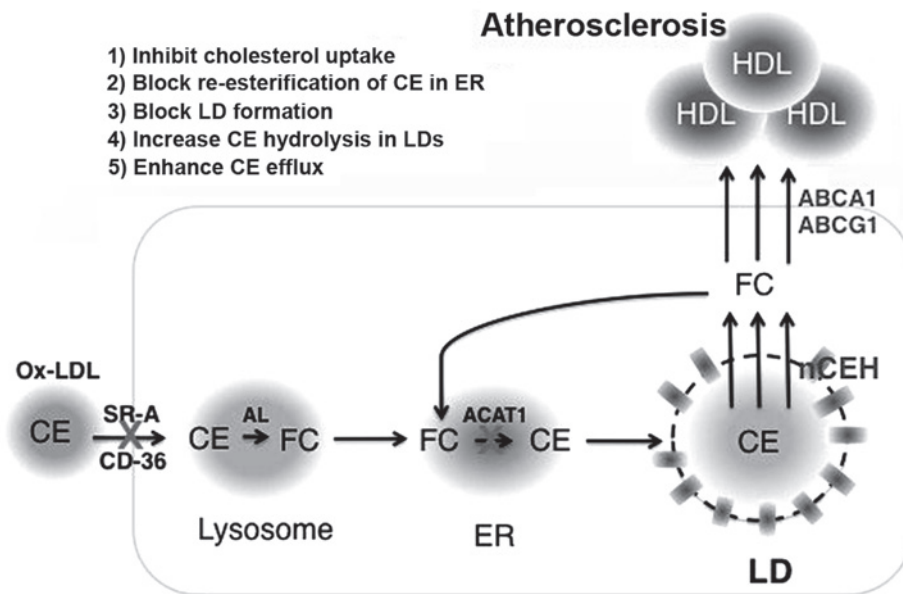 Atherosclerosis
1) Inhibit cholesterol uptake
2) Block re-esterification of CE in ER
3) Block LD formation
4) Increase CE hydrolysis in LDs
5) Enhance CE efflux
HDL
HDL
HDL
ABCA1
ABCG1
FC
nCEH
Ox-LDL
CE
SR-A
CD-36
CE
AL
FC
FC
ACAT1
CE
CE
Lysosome
ER
LD